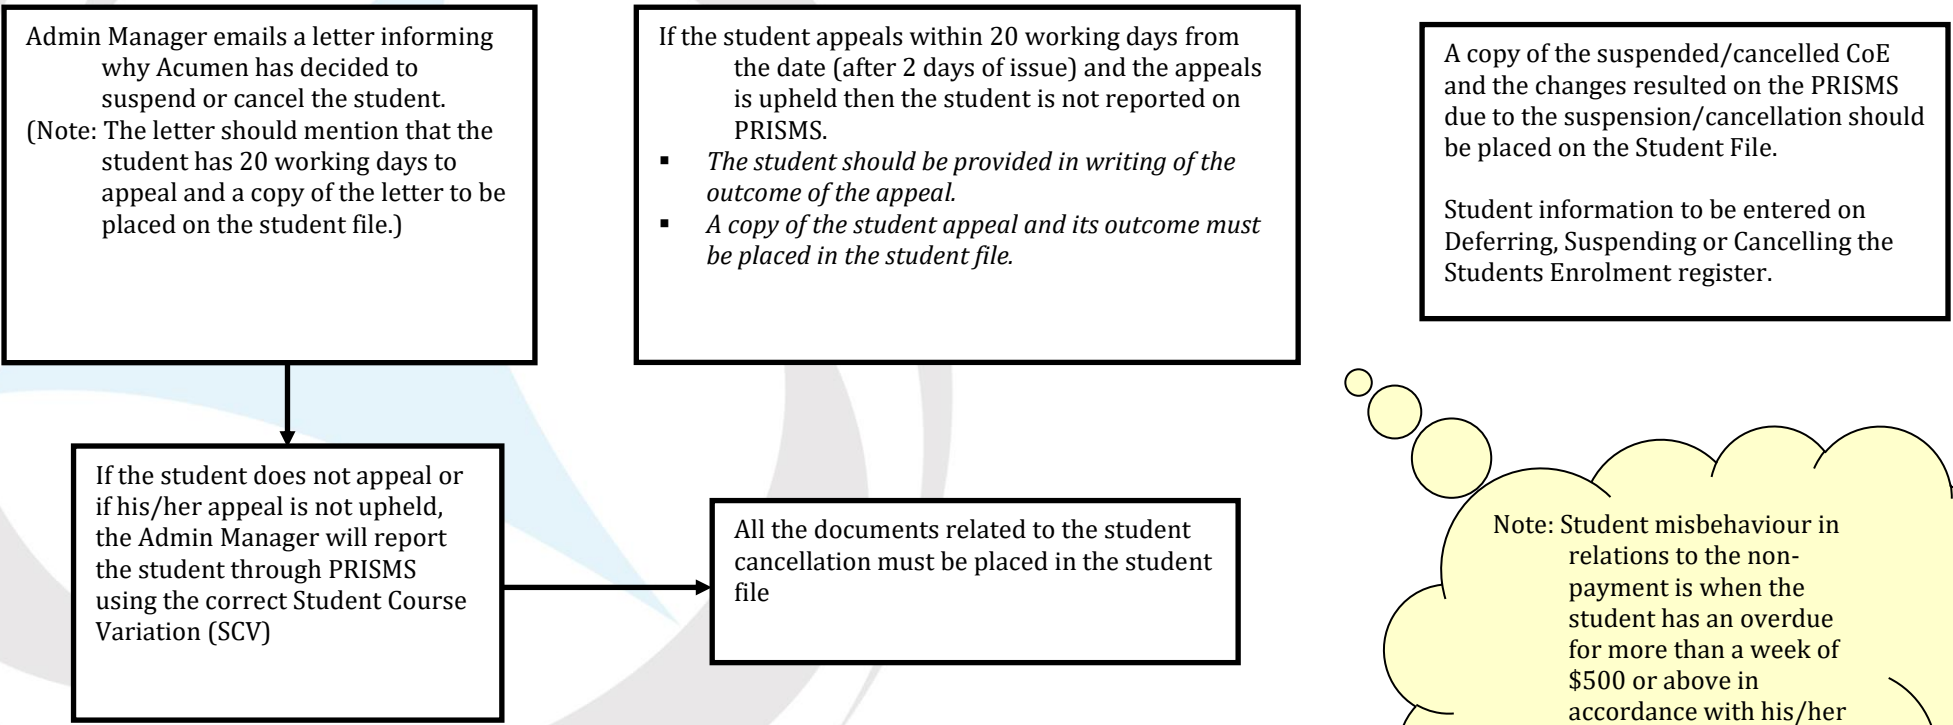 Admin Manager emails a letter informing
why Acumen has decided to
suspend or cancel the student.
(Note: The letter should mention that the
student has 20 working days to
appeal and a copy of the letter to be
placed on the student file.)
If the student appeals within 20 working days from
the date (after 2 days of issue) and the appeals
is upheld then the student is not reported on
PRISMS.
▪ The student should be provided in writing of the
outcome of the appeal.
▪ A copy of the student appeal and its outcome must
be placed in the student file.
A copy of the suspended/cancelled CoE
and the changes resulted on the PRISMS
due to the suspension/cancellation should
be placed on the Student File.
Student information to be entered on
Deferring, Suspending or Cancelling the
Students Enrolment register.
If the student does not appeal or
if his/her appeal is not upheld,
the Admin Manager will report
the student through PRISMS
using the correct Student Course
Variation (SCV)
All the documents related to the student
cancellation must be placed in the student
file
Note: Student misbehaviour in
relations to the non-
payment is when the
student has an overdue
for more than a week of
$500 or above in
accordance with his/her